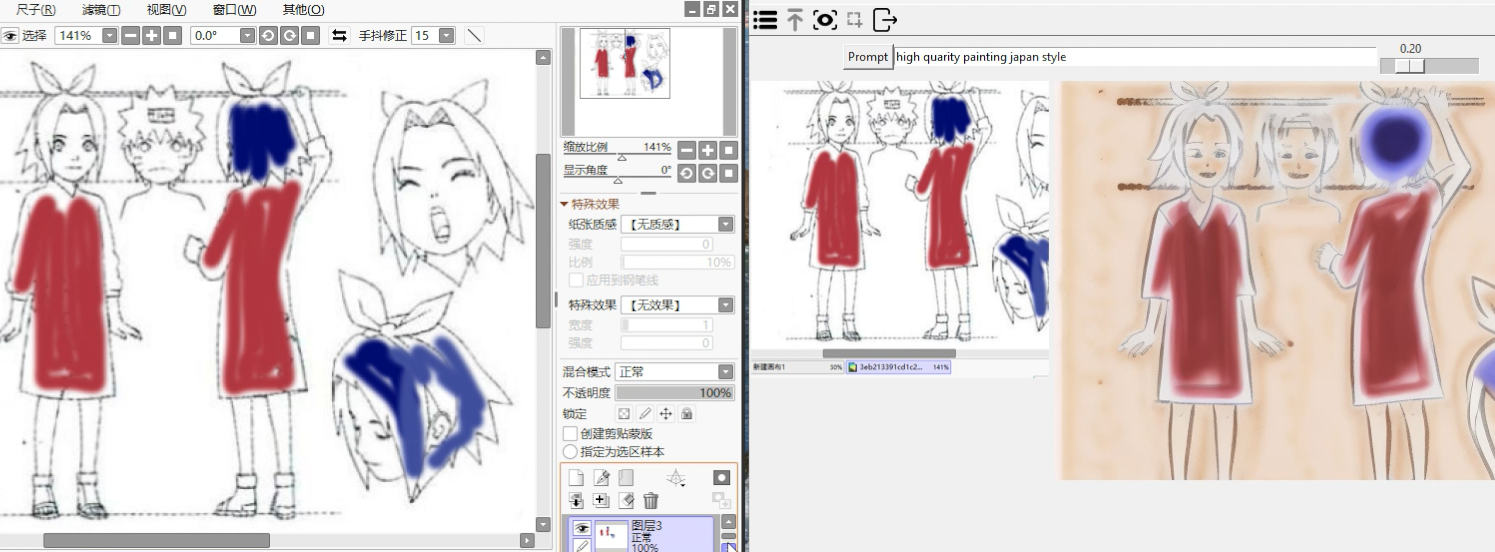 尺子(R) 滤镜(T) 视图(V) 窗口(W) 其他(O)
选择 141% 0.0° 手抖修正 15
缩放比例 141%
显示角度 0°
特殊效果
纸张质感 【无质感】
强度 0
比例 10%
应用到钢笔线
特殊效果 【无效果】
宽度 1
强度 0
混合模式 正常
不透明度 100%
锁定
创建剪贴蒙版
指定为选区样本
图层3
正常
100%
Prompt high quarity painting japan style
0.20
新建画布1 30% 3eb213391cd1c2... 141%